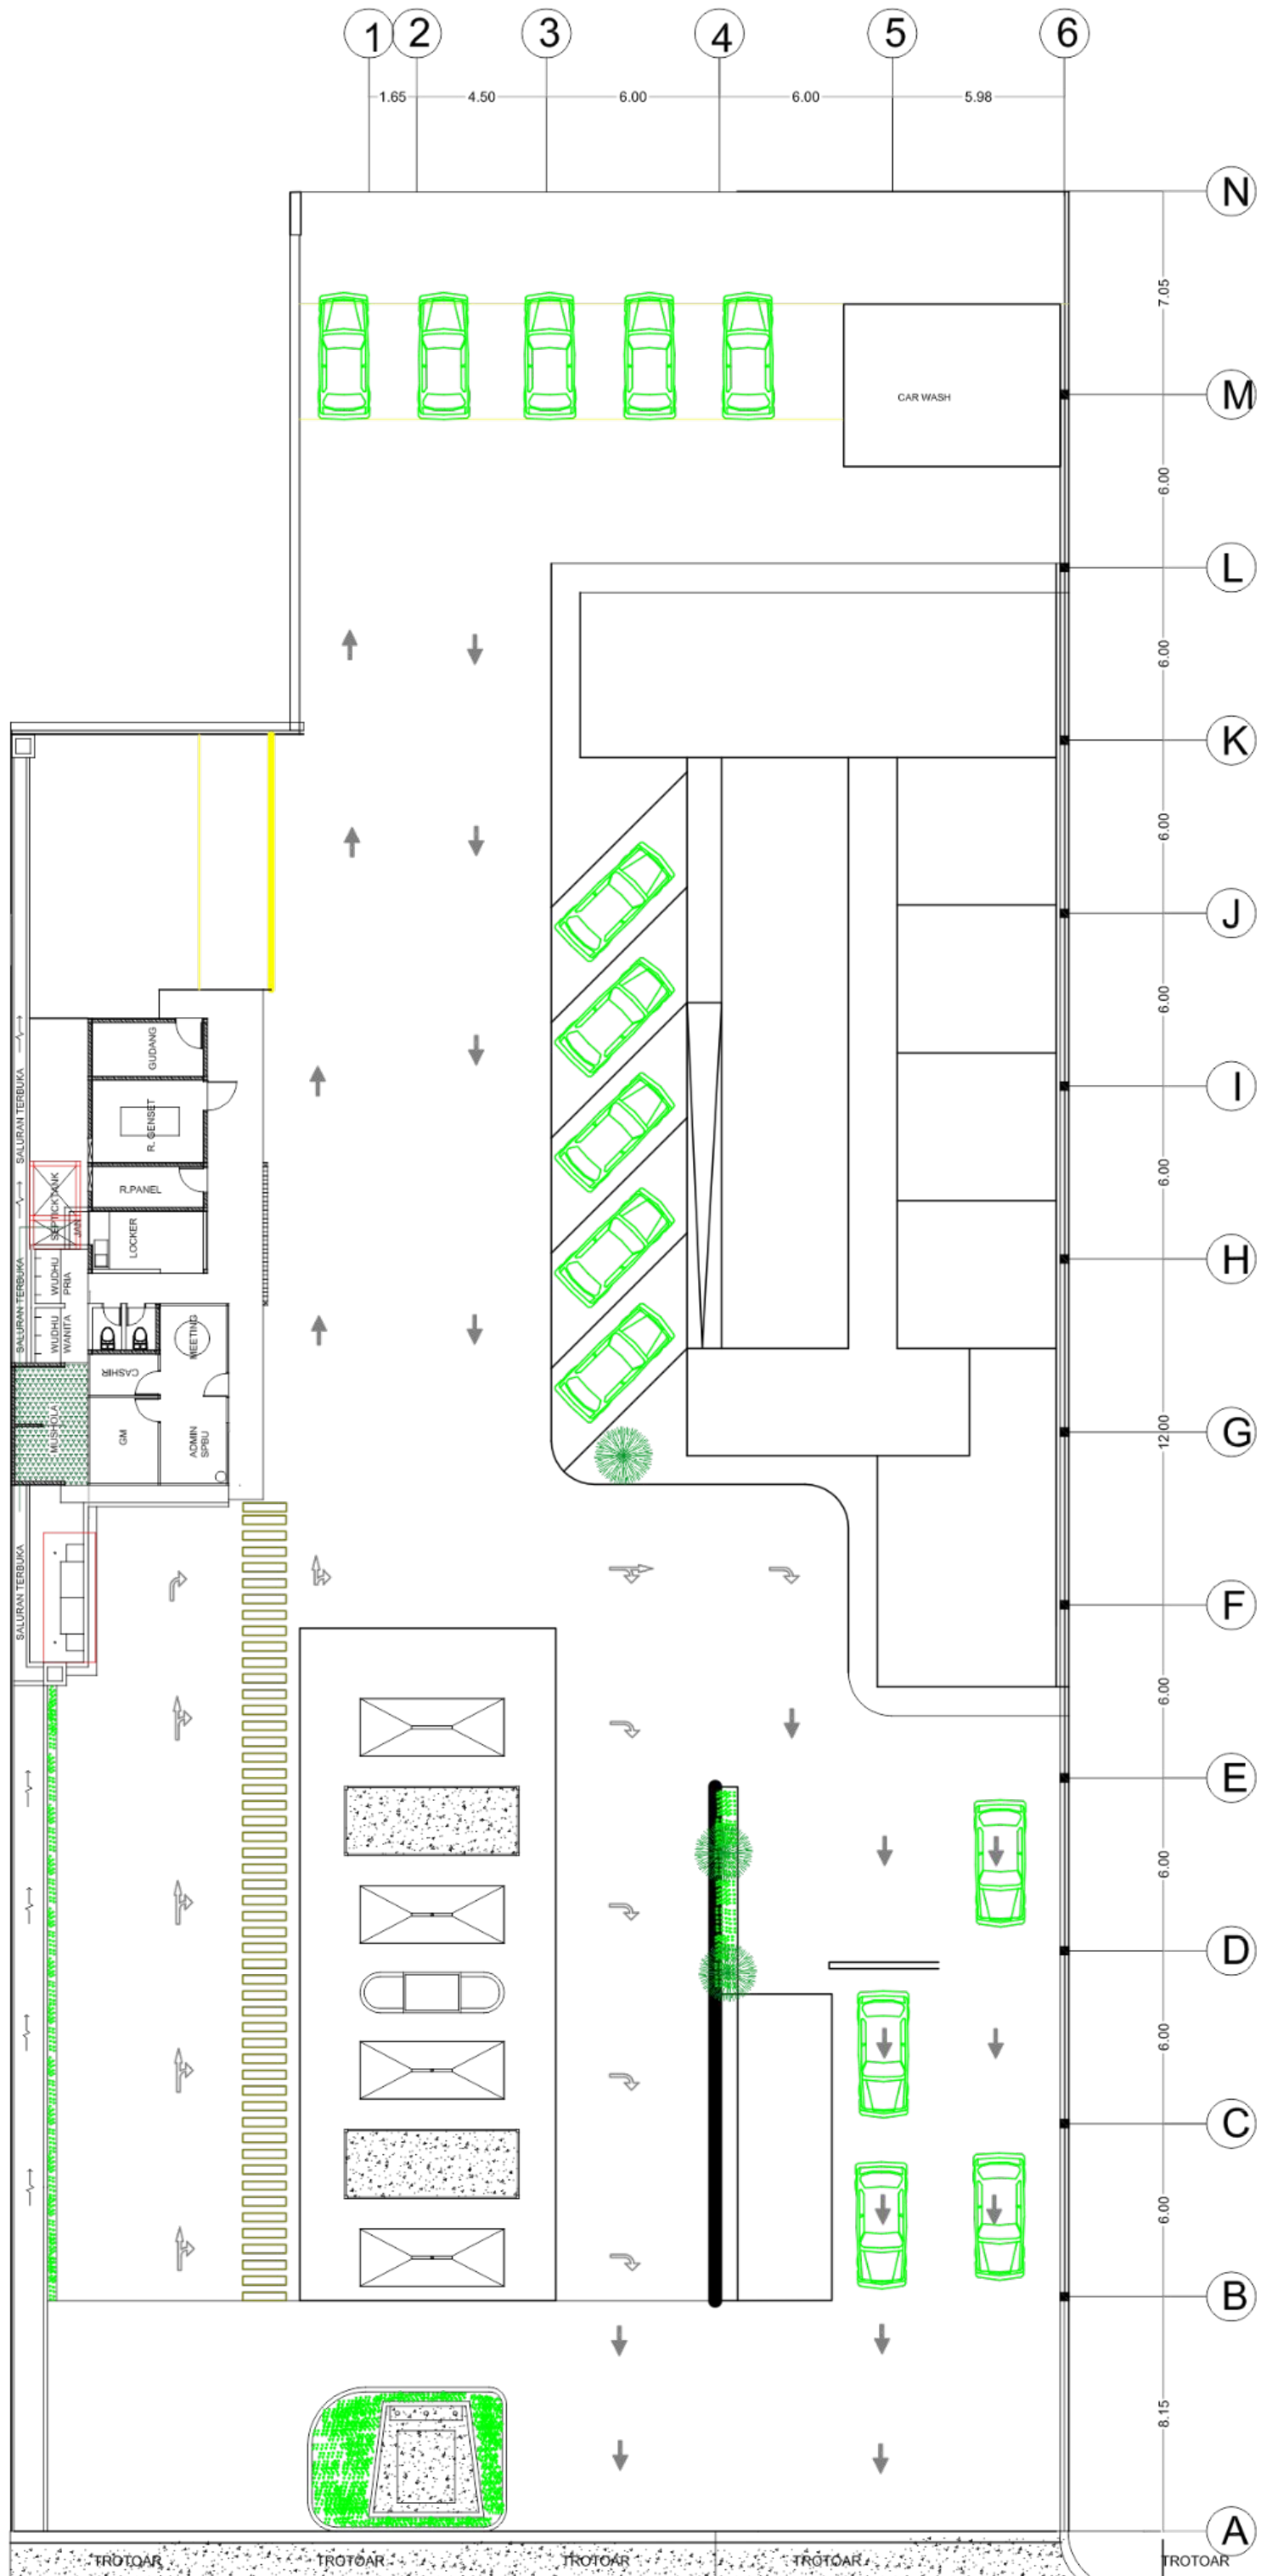 1 2 3 4 5 6
1.65 4.50 6.00 6.00 5.98
N
7.05
CAR WASH
M
6.00
L
6.00
K
6.00
J
6.00
I
6.00
H
12.00
G
F
6.00
E
6.00
D
6.00
C
6.00
B
8.15
A
GUDANG
R. GENSET
R.PANEL
LOCKER
SALURAN TERBUKA
SEPTICKTANK
JAN
SALURAN TERBUKA
WUDHU
PRIA
WUDHU
WANITA
MEETING
CASHIR
MUSHOLA
GM
ADMIN
SPBU
SALURAN TERBUKA
TROTOAR TROTOAR TROTOAR TROTOAR TROTOAR